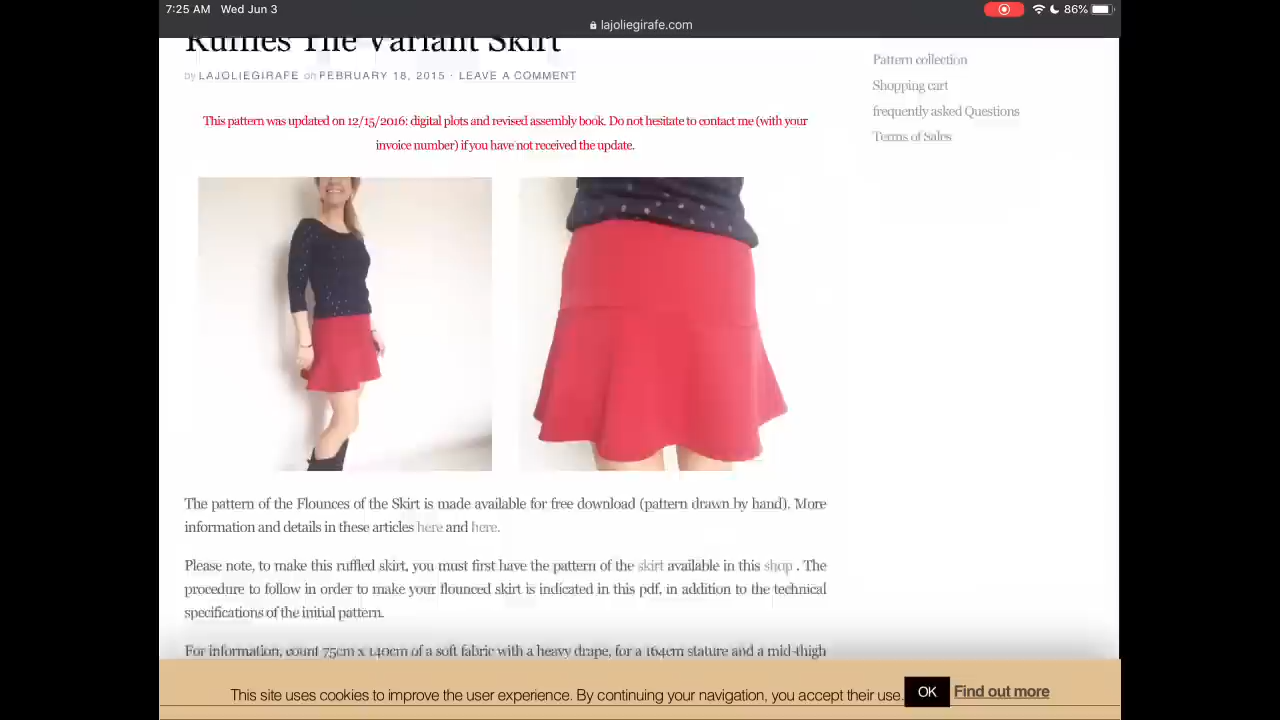 7:25 AM Wed Jun 3
86%
lajoliegirafe.com
Ruffles The Variant Skirt
by LAJOLIEGIRAFE on FEBRUARY 18, 2015 · LEAVE A COMMENT
This pattern was updated on 12/15/2016: digital plots and revised assembly book. Do not hesitate to contact me (with your
invoice number) if you have not received the update.
The pattern of the Flounces of the Skirt is made available for free download (pattern drawn by hand). More
information and details in these articles here and here.
Please note, to make this ruffled skirt, you must first have the pattern of the skirt available in this shop . The
procedure to follow in order to make your flounced skirt is indicated in this pdf, in addition to the technical
specifications of the initial pattern.
For information, count 75cm x 140cm of a soft fabric with a heavy drape, for a 164cm stature and a mid-thigh
Pattern collection
Shopping cart
frequently asked Questions
Terms of Sales
This site uses cookies to improve the user experience. By continuing your navigation, you accept their use.
OK
Find out more